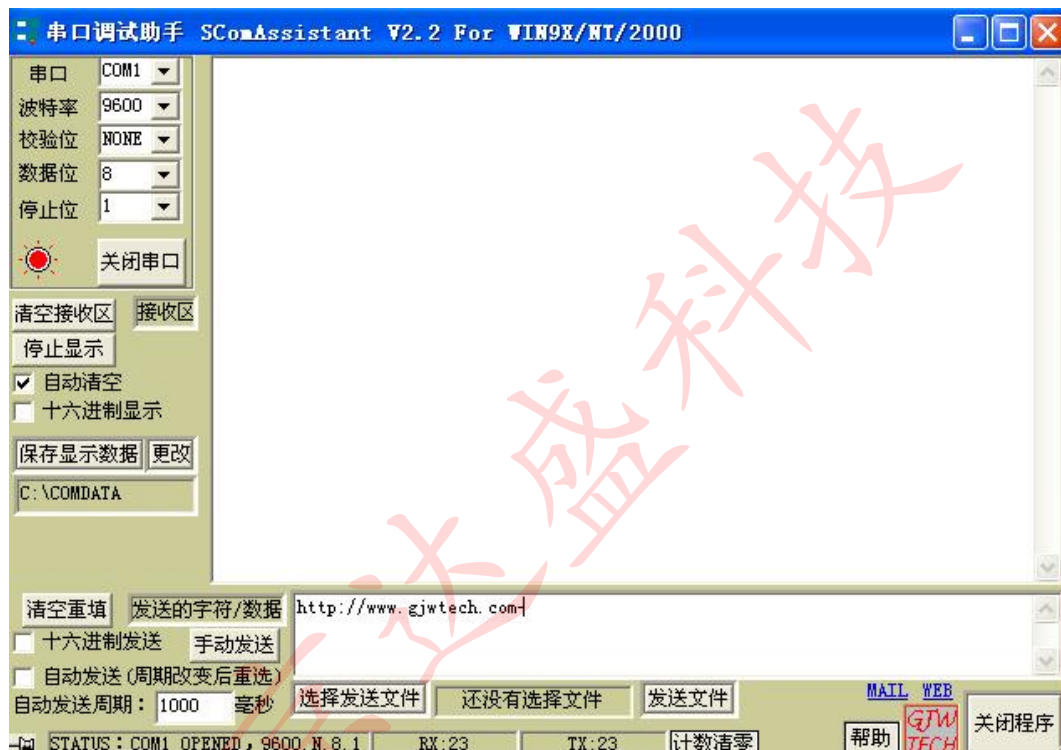 串口调试助手 SComAssistant V2.2 For WIN9X/NT/2000
串口 COM1
波特率 9600
校验位 NONE
数据位 8
停止位 1
关闭串口
清空接收区 接收区
停止显示
自动清空
十六进制显示
保存显示数据 更改
C:\COMDATA
清空重填 发送的字符/数据 http://www.gjwtech.com
十六进制发送 手动发送
自动发送(周期改变后重选)
自动发送周期: 1000 毫秒 选择发送文件 还没有选择文件 发送文件 MAIL WEB
STATUS:COM1 OPENED,9600.N.8.1 RX:23 TX:23 计数清零 帮助 GJW TECH 关闭程序
达盛科技